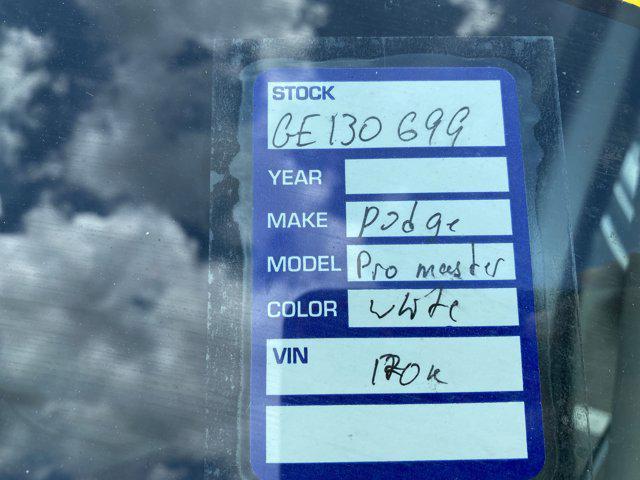 STOCK
GE130699
YEAR
MAKE Dodge
MODEL Pro master
COLOR white
VIN
170K